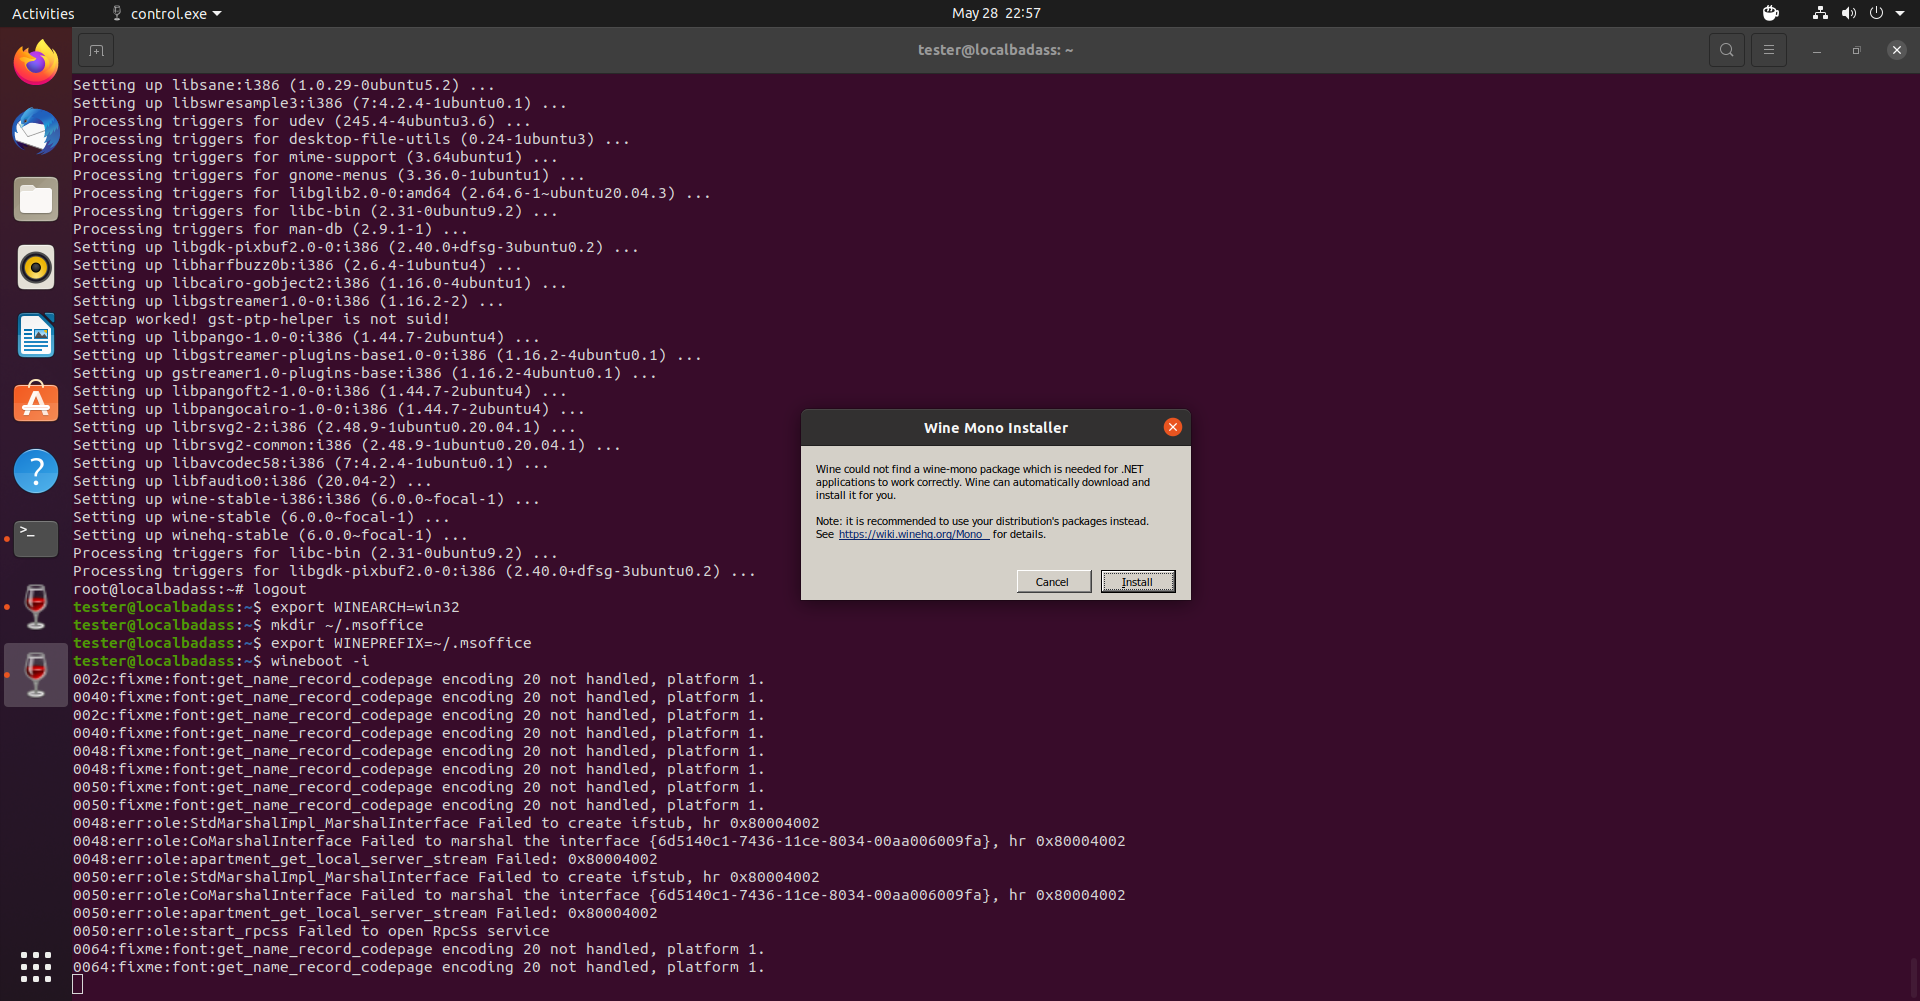 Activities
control.exe
May 28 22:57
tester@localbadass: ~
Setting up libsane:i386 (1.0.29-0ubuntu5.2) ...
Setting up libswresample3:i386 (7:4.2.4-1ubuntu0.1) ...
Processing triggers for udev (245.4-4ubuntu3.6) ...
Processing triggers for desktop-file-utils (0.24-1ubuntu3) ...
Processing triggers for mime-support (3.64ubuntu1) ...
Processing triggers for gnome-menus (3.36.0-1ubuntu1) ...
Processing triggers for libglib2.0-0:amd64 (2.64.6-1~ubuntu20.04.3) ...
Processing triggers for libc-bin (2.31-0ubuntu9.2) ...
Processing triggers for man-db (2.9.1-1) ...
Setting up libgdk-pixbuf2.0-0:i386 (2.40.0+dfsg-3ubuntu0.2) ...
Setting up libharfbuzz0b:i386 (2.6.4-1ubuntu4) ...
Setting up libcairo-gobject2:i386 (1.16.0-4ubuntu1) ...
Setting up libgstreamer1.0-0:i386 (1.16.2-2) ...
Setcap worked! gst-ptp-helper is not suid!
Setting up libpango-1.0-0:i386 (1.44.7-2ubuntu4) ...
Setting up libgstreamer-plugins-base1.0-0:i386 (1.16.2-4ubuntu0.1) ...
Setting up gstreamer1.0-plugins-base:i386 (1.16.2-4ubuntu0.1) ...
Setting up libpangoft2-1.0-0:i386 (1.44.7-2ubuntu4) ...
Setting up libpangocairo-1.0-0:i386 (1.44.7-2ubuntu4) ...
Setting up librsvg2-2:i386 (2.48.9-1ubuntu0.20.04.1) ...
Setting up librsvg2-common:i386 (2.48.9-1ubuntu0.20.04.1) ...
Setting up libavcodec58:i386 (7:4.2.4-1ubuntu0.1) ...
Setting up libfaudio0:i386 (20.04-2) ...
Setting up wine-stable-i386:i386 (6.0.0~focal-1) ...
Setting up wine-stable (6.0.0~focal-1) ...
Setting up winehq-stable (6.0.0~focal-1) ...
Processing triggers for libc-bin (2.31-0ubuntu9.2) ...
Processing triggers for libgdk-pixbuf2.0-0:i386 (2.40.0+dfsg-3ubuntu0.2) ...
root@localbadass:~# logout
tester@localbadass:~$ export WINEARCH=win32
tester@localbadass:~$ mkdir ~/.msoffice
tester@localbadass:~$ export WINEPREFIX=~/.msoffice
tester@localbadass:~$ wineboot -i
002c:fixme:font:get_name_record_codepage encoding 20 not handled, platform 1.
0040:fixme:font:get_name_record_codepage encoding 20 not handled, platform 1.
002c:fixme:font:get_name_record_codepage encoding 20 not handled, platform 1.
0040:fixme:font:get_name_record_codepage encoding 20 not handled, platform 1.
0048:fixme:font:get_name_record_codepage encoding 20 not handled, platform 1.
0048:fixme:font:get_name_record_codepage encoding 20 not handled, platform 1.
0050:fixme:font:get_name_record_codepage encoding 20 not handled, platform 1.
0050:fixme:font:get_name_record_codepage encoding 20 not handled, platform 1.
0048:err:ole:StdMarshalImpl_MarshalInterface Failed to create ifstub, hr 0x80004002
0048:err:ole:CoMarshalInterface Failed to marshal the interface {6d5140c1-7436-11ce-8034-00aa006009fa}, hr 0x80004002
0048:err:ole:apartment_get_local_server_stream Failed: 0x80004002
0050:err:ole:StdMarshalImpl_MarshalInterface Failed to create ifstub, hr 0x80004002
0050:err:ole:CoMarshalInterface Failed to marshal the interface {6d5140c1-7436-11ce-8034-00aa006009fa}, hr 0x80004002
0050:err:ole:apartment_get_local_server_stream Failed: 0x80004002
0050:err:ole:start_rpcss Failed to open RpcSs service
0064:fixme:font:get_name_record_codepage encoding 20 not handled, platform 1.
0064:fixme:font:get_name_record_codepage encoding 20 not handled, platform 1.
Wine Mono Installer
Wine could not find a wine-mono package which is needed for .NET
applications to work correctly. Wine can automatically download and
install it for you.
Note: it is recommended to use your distribution's packages instead.
See https://wiki.winehq.org/Mono for details.
Cancel
Install